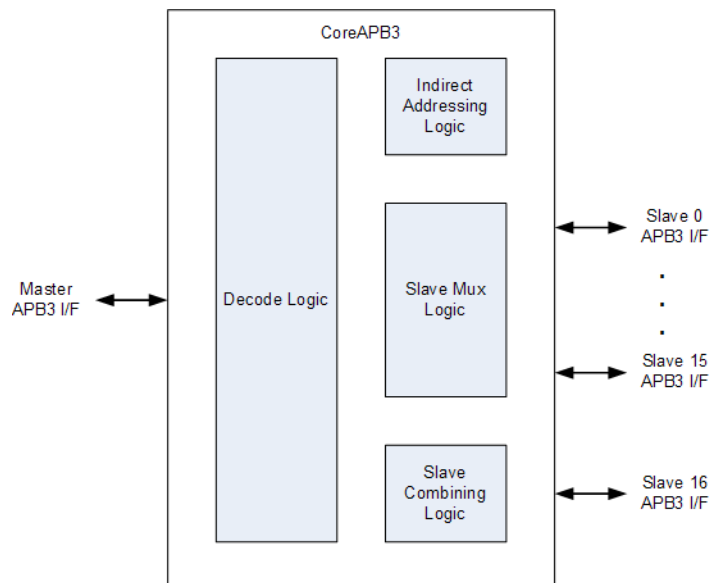 CoreAPB3
Indirect
Addressing
Logic
Slave 0
APB3 I/F
Master
APB3 I/F
Decode Logic
Slave Mux
Logic
Slave 15
APB3 I/F
Slave
Combining
Logic
Slave 16
APB3 I/F